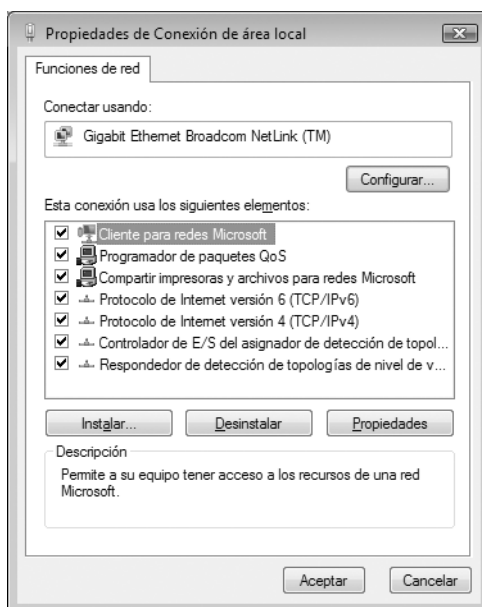 Propiedades de Conexión de área local
Funciones de red
Conectar usando:
Gigabit Ethernet Broadcom NetLink (TM)
Configurar...
Esta conexión usa los siguientes elementos:
Cliente para redes Microsoft
Programador de paquetes QoS
Compartir impresoras y archivos para redes Microsoft
Protocolo de Internet versión 6 (TCP/IPv6)
Protocolo de Internet versión 4 (TCP/IPv4)
Controlador de E/S del asignador de detección de topol...
Respondedor de detección de topologías de nivel de v...
Instalar... Desinstalar Propiedades
Descripción
Permite a su equipo tener acceso a los recursos de una red
Microsoft.
Aceptar Cancelar